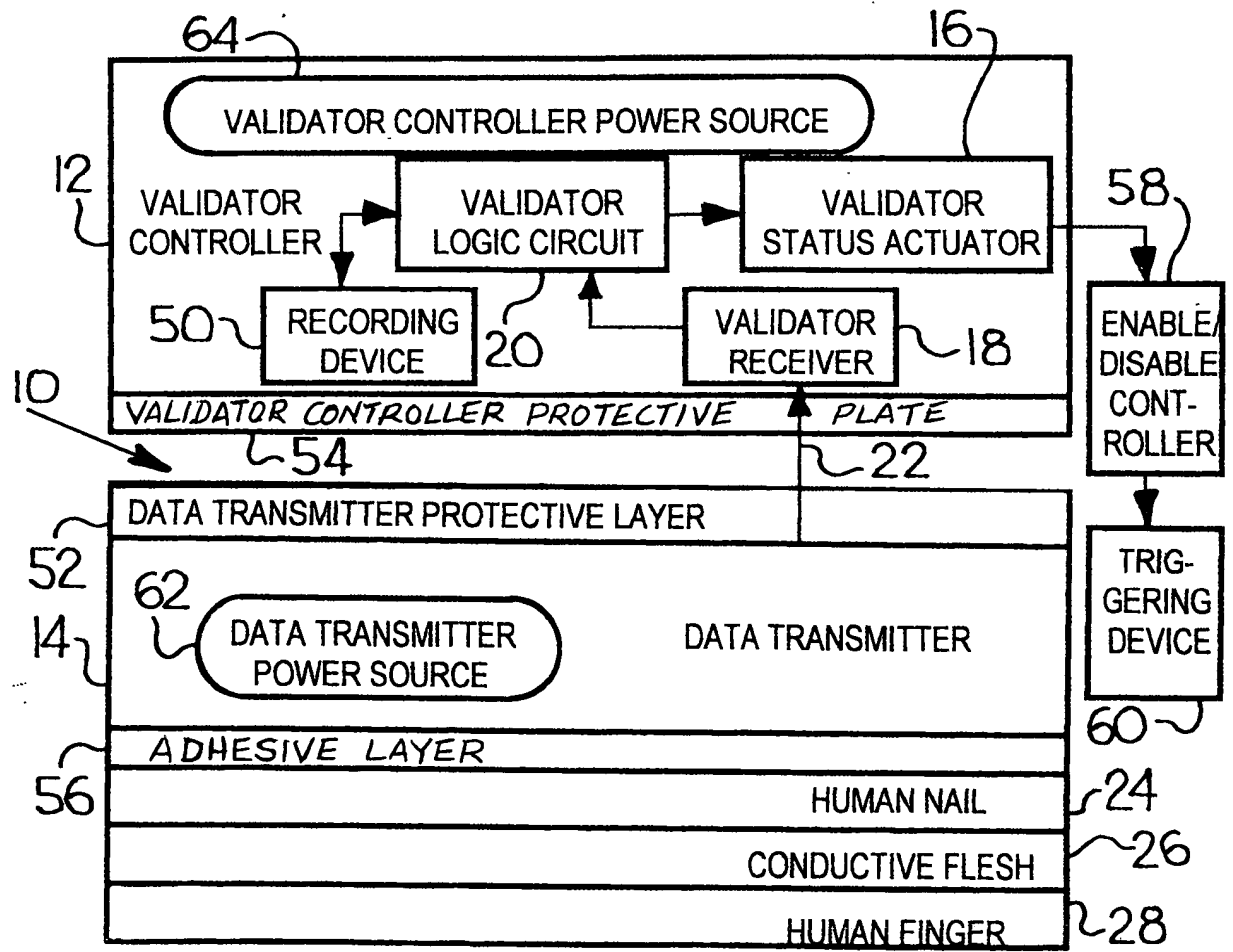 64
16
VALIDATOR CONTROLLER POWER SOURCE
12
58
VALIDATOR
CONTROLLER
VALIDATOR
LOGIC CIRCUIT
VALIDATOR
STATUS ACTUATOR
50
RECORDING
DEVICE
20
VALIDATOR
RECEIVER
18
ENABLE/
DISABLE
CONT-
ROLLER
10
VALIDATOR CONTROLLER PROTECTIVE PLATE
54
22
DATA TRANSMITTER PROTECTIVE LAYER
52
62
14
DATA TRANSMITTER
POWER SOURCE
DATA TRANSMITTER
TRIG-
GERING
DEVICE
60
ADHESIVE LAYER
56
HUMAN NAIL
24
CONDUCTIVE FLESH
26
HUMAN FINGER
28